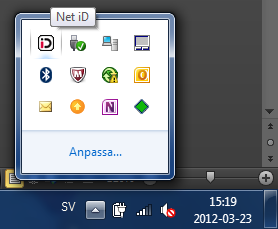 Net iD
Anpassa...
SV
15:19
2012-03-23